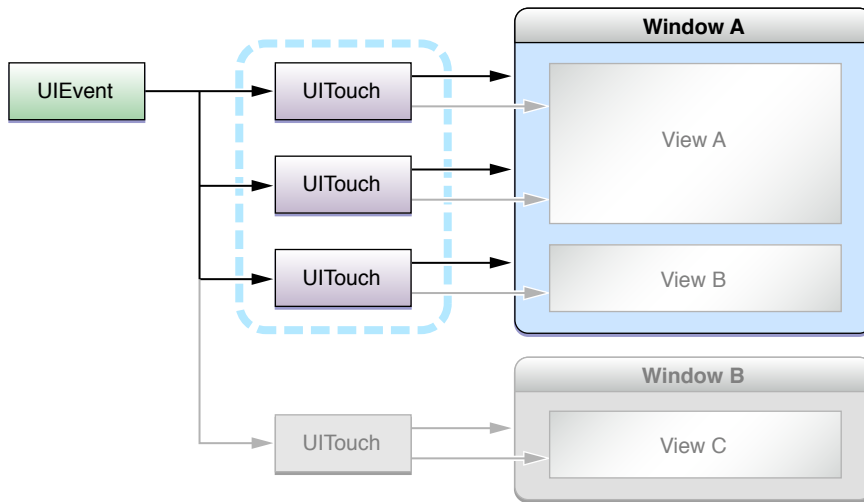 Window A
UIEvent
UITouch
View A
UITouch
UITouch
View B
Window B
UITouch
View C